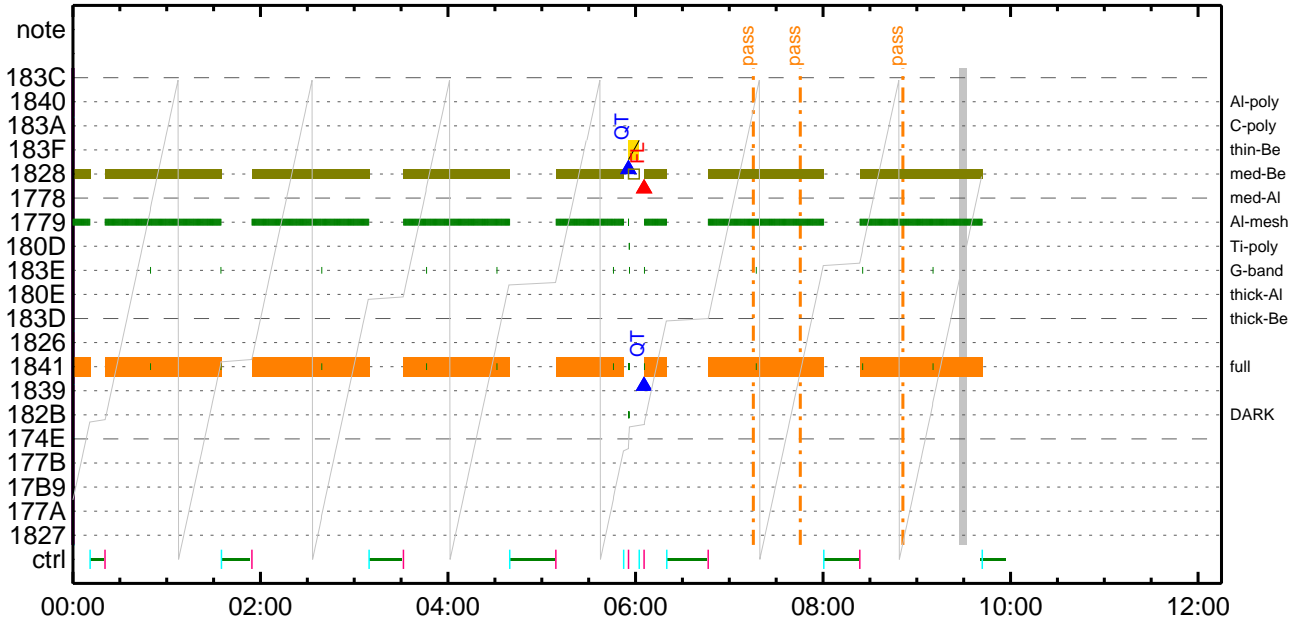 note
pass pass pass
183C
1840 Al-poly
183A C-poly
QT
183F thin-Be
1828 med-Be
1778 med-Al
1779 Al-mesh
180D Ti-poly
183E G-band
180E thick-Al
183D thick-Be
1826
QT
1841 full
1839
182B DARK
174E
177B
17B9
177A
1827
ctrl
00:00 02:00 04:00 06:00 08:00 10:00 12:00